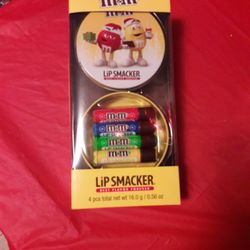 m&m's
LiP SMACKER
m&m's
m&m's
m&m's
m&m's
LiP SMACKER
BEST FLAVOR FOREVER
4 pcs total net wt 16.0 g / 0.56 oz